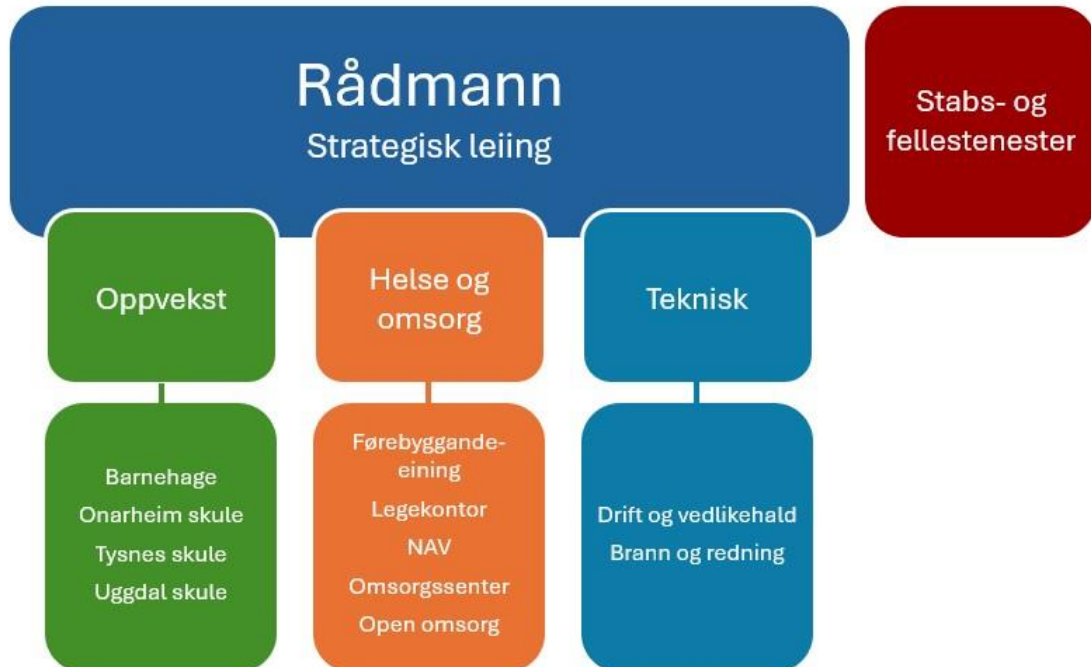 Rådmann
Strategisk leiing
Stabs- og
fellestenester
Oppvekst
Helse og
omsorg
Teknisk
Barnehage
Onarheim skule
Tysnes skule
Uggdal skule
Førebyggande-
eining
Legekontor
NAV
Omsorgssenter
Open omsorg
Drift og vedlikehald
Brann og redning